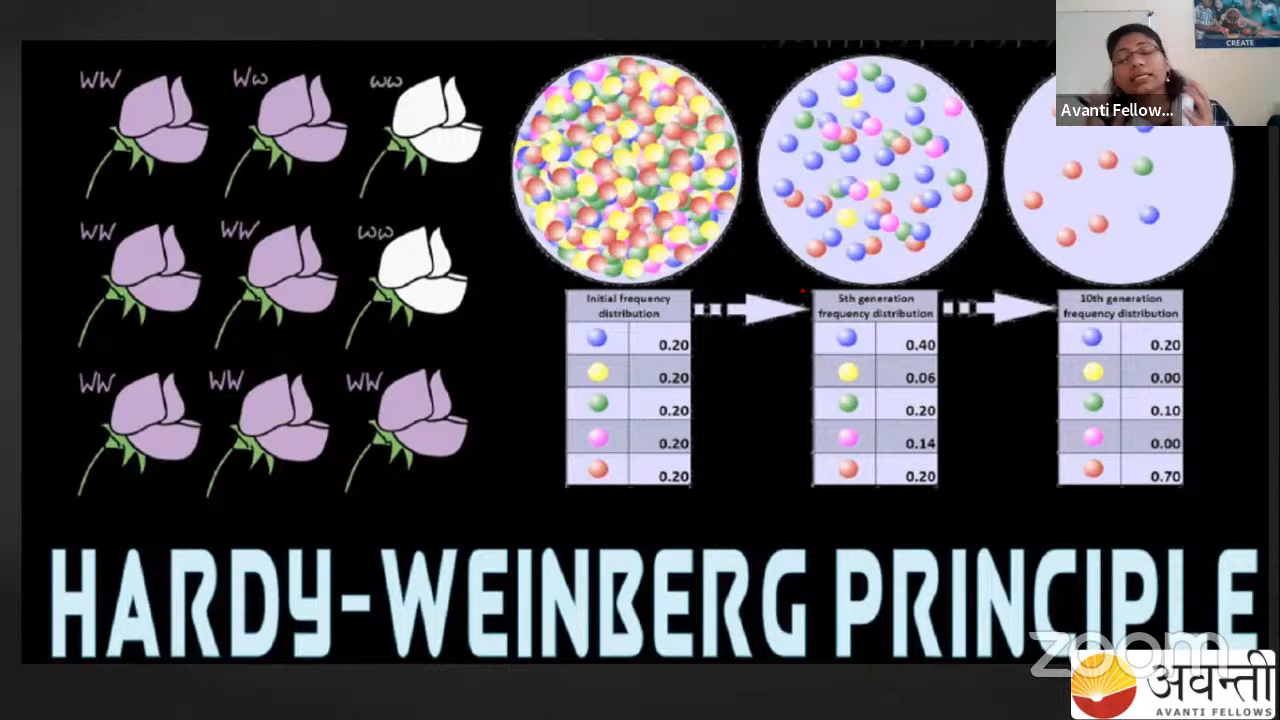 WW
Ww
ww
WW
WW
ww
WW
WW
WW
Initial frequency
distribution
0.20
0.20
0.20
0.20
0.20
5th generation
frequency distribution
0.40
0.06
0.20
0.14
0.20
10th generation
frequency distribution
0.20
0.00
0.10
0.00
0.70
CREATE
Avanti Fellow...
HARDY-WEINBERG PRINCIPLE
zoom
अवन्ती
AVANTI FELLOWS